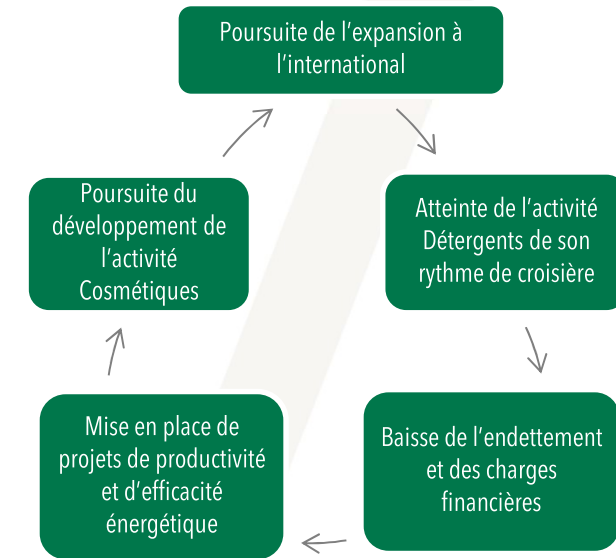 Poursuite de l’expansion à
l’international
Atteinte de l’activité
Détergents de son
rythme de croisière
Baisse de l’endettement
et des charges
financières
Mise en place de
projets de productivité
et d’efficacité
énergétique
Poursuite du
développement de
l’activité
Cosmétiques